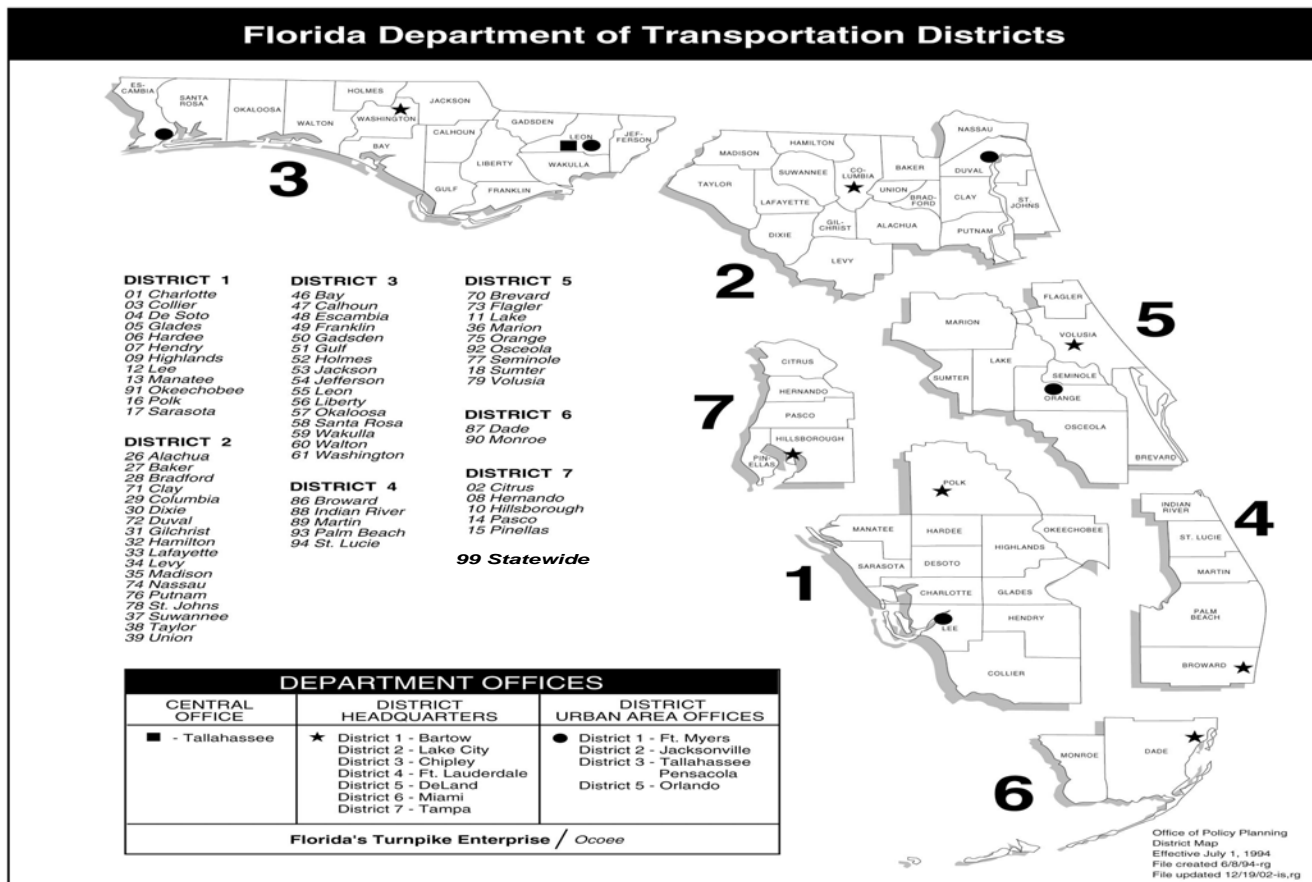 Florida Department of Transportation Districts
ES-
CAMBIA
SANTA
ROSA
OKALOOSA
WALTON
HOLMES
WASHINGTON
JACKSON
BAY
CALHOUN
GULF
LIBERTY
GADSDEN
FRANKLIN
LEON
WAKULLA
JEF-
FERSON
3
MADISON
TAYLOR
HAMILTON
SUWANNEE
LAFAYETTE
DIXIE
CO-
LUMBIA
GIL-
CHRIST
LEVY
BAKER
UNION
BRAD-
FORD
ALACHUA
NASSAU
DUVAL
CLAY
ST.
JOHNS
PUTNAM
2
DISTRICT 1
01 Charlotte
03 Collier
04 De Soto
05 Glades
06 Hardee
07 Hendry
09 Highlands
12 Lee
13 Manatee
91 Okeechobee
16 Polk
17 Sarasota
DISTRICT 2
26 Alachua
27 Baker
28 Bradford
71 Clay
29 Columbia
30 Dixie
72 Duval
31 Gilchrist
32 Hamilton
33 Lafayette
34 Levy
35 Madison
74 Nassau
76 Putnam
78 St. Johns
37 Suwannee
38 Taylor
39 Union
DISTRICT 3
46 Bay
47 Calhoun
48 Escambia
49 Franklin
50 Gadsden
51 Gulf
52 Holmes
53 Jackson
54 Jefferson
55 Leon
56 Liberty
57 Okaloosa
58 Santa Rosa
59 Wakulla
60 Walton
61 Washington
DISTRICT 4
86 Broward
88 Indian River
89 Martin
93 Palm Beach
94 St. Lucie
DISTRICT 5
70 Brevard
73 Flagler
11 Lake
36 Marion
75 Orange
92 Osceola
77 Seminole
18 Sumter
79 Volusia
DISTRICT 6
87 Dade
90 Monroe
DISTRICT 7
02 Citrus
08 Hernando
10 Hillsborough
14 Pasco
15 Pinellas
99 Statewide
FLAGLER
MARION
VOLUSIA
LAKE
SUMTER
SEMINOLE
ORANGE
OSCEOLA
BREVARD
5
CITRUS
HERNANDO
PASCO
HILLSBOROUGH
PIN-
ELLAS
7
POLK
MANATEE
HARDEE
OKEECHOBEE
HIGHLANDS
SARASOTA
DESOTO
CHARLOTTE
GLADES
LEE
HENDRY
COLLIER
1
INDIAN
RIVER
ST. LUCIE
MARTIN
PALM
BEACH
BROWARD
4
MONROE
DADE
6
DEPARTMENT OFFICES
CENTRAL
OFFICE
- Tallahassee
DISTRICT
HEADQUARTERS
District 1 - Bartow
District 2 - Lake City
District 3 - Chipley
District 4 - Ft. Lauderdale
District 5 - DeLand
District 6 - Miami
District 7 - Tampa
DISTRICT
URBAN AREA OFFICES
District 1 - Ft. Myers
District 2 - Jacksonville
District 3 - Tallahassee
Pensacola
District 5 - Orlando
Florida's Turnpike Enterprise / Ocoee
Office of Policy Planning
District Map
Effective July 1, 1994
File created 6/8/94-rg
File updated 12/19/02-is,rg